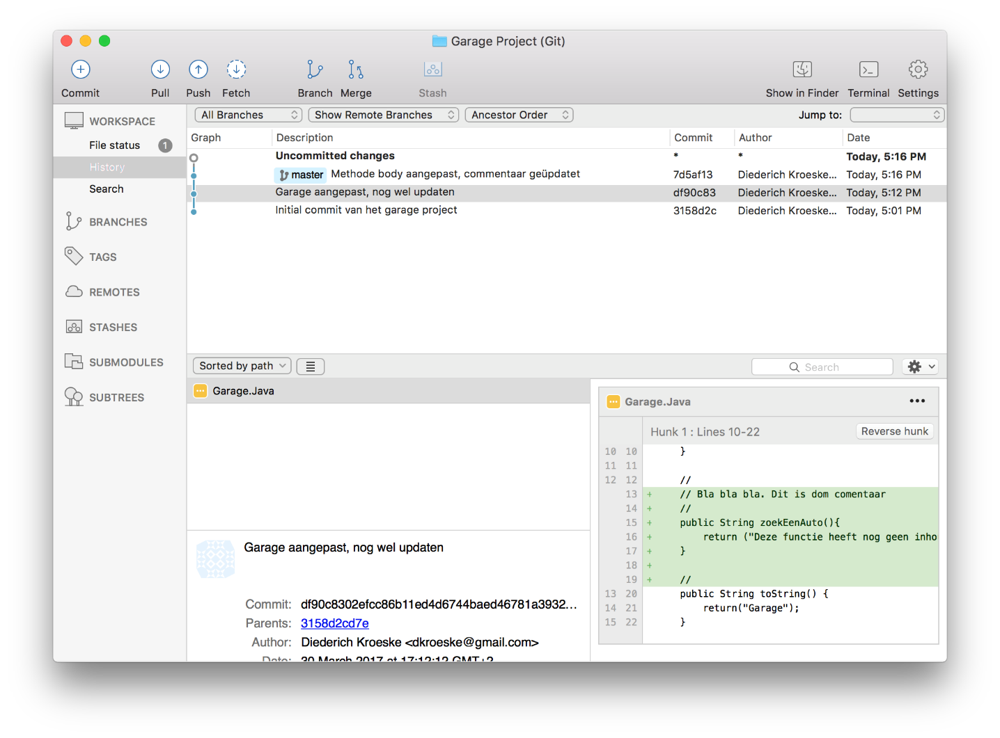 Garage Project (Git)
Commit Pull Push Fetch Branch Merge Stash Show in Finder Terminal Settings
WORKSPACE
File status 1
History
Search
BRANCHES
TAGS
REMOTES
STASHES
SUBMODULES
SUBTREES
All Branches Show Remote Branches Ancestor Order Jump to:
Graph Description Commit Author Date
Uncommitted changes * * Today, 5:16 PM
master Methode body aangepast, commentaar geüpdatet 7d5af13 Diederich Kroeske... Today, 5:16 PM
Garage aangepast, nog wel updaten df90c83 Diederich Kroeske... Today, 5:12 PM
Initial commit van het garage project 3158d2c Diederich Kroeske... Today, 5:01 PM
Sorted by path Search
Garage.Java
Garage aangepast, nog wel updaten
Commit: df90c8302efcc86b11ed4d6744baed46781a3932...
Parents: 3158d2cd7e
Author: Diederich Kroeske <dkroeske@gmail.com>
Date: 30 March 2017 at 17:12:12 GMT+2
Garage.Java
Hunk 1 : Lines 10-22 Reverse hunk
10 10 }
11 11
12 12 //
13 + // Bla bla bla. Dit is dom comentaar
14 + //
15 + public String zoekEenAuto(){
16 + return ("Deze functie heeft nog geen inho
17 + }
18 +
19 + //
13 20 public String toString() {
14 21 return("Garage");
15 22 }